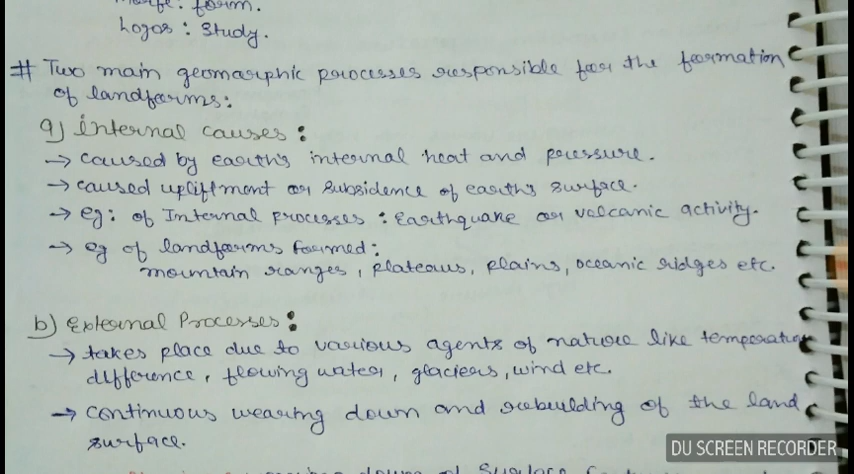 form.
Logos : Study.
# Two main geomorphic processes responsible for the formation
of landforms:
a) internal causes :
→ caused by earth's internal heat and pressure.
→ caused upliftment or subsidence of earth's surface.
→ eg: of Internal processes : Earthquake or volcanic activity.
→ eg of landforms formed:
mountain ranges, plateaus, plains, oceanic ridges etc.
b) External Processes :
→ takes place due to various agents of nature like temperature
difference, flowing water, glaciers, wind etc.
→ continuous wearing down and rebuilding of the land
surface.
DU SCREEN RECORDER